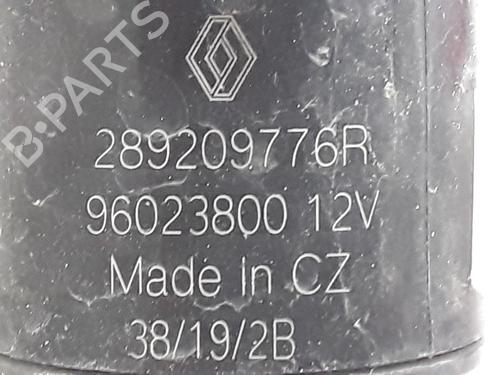 B-PARTS
289209776R
96023800 12V
Made In CZ
38/19/2B